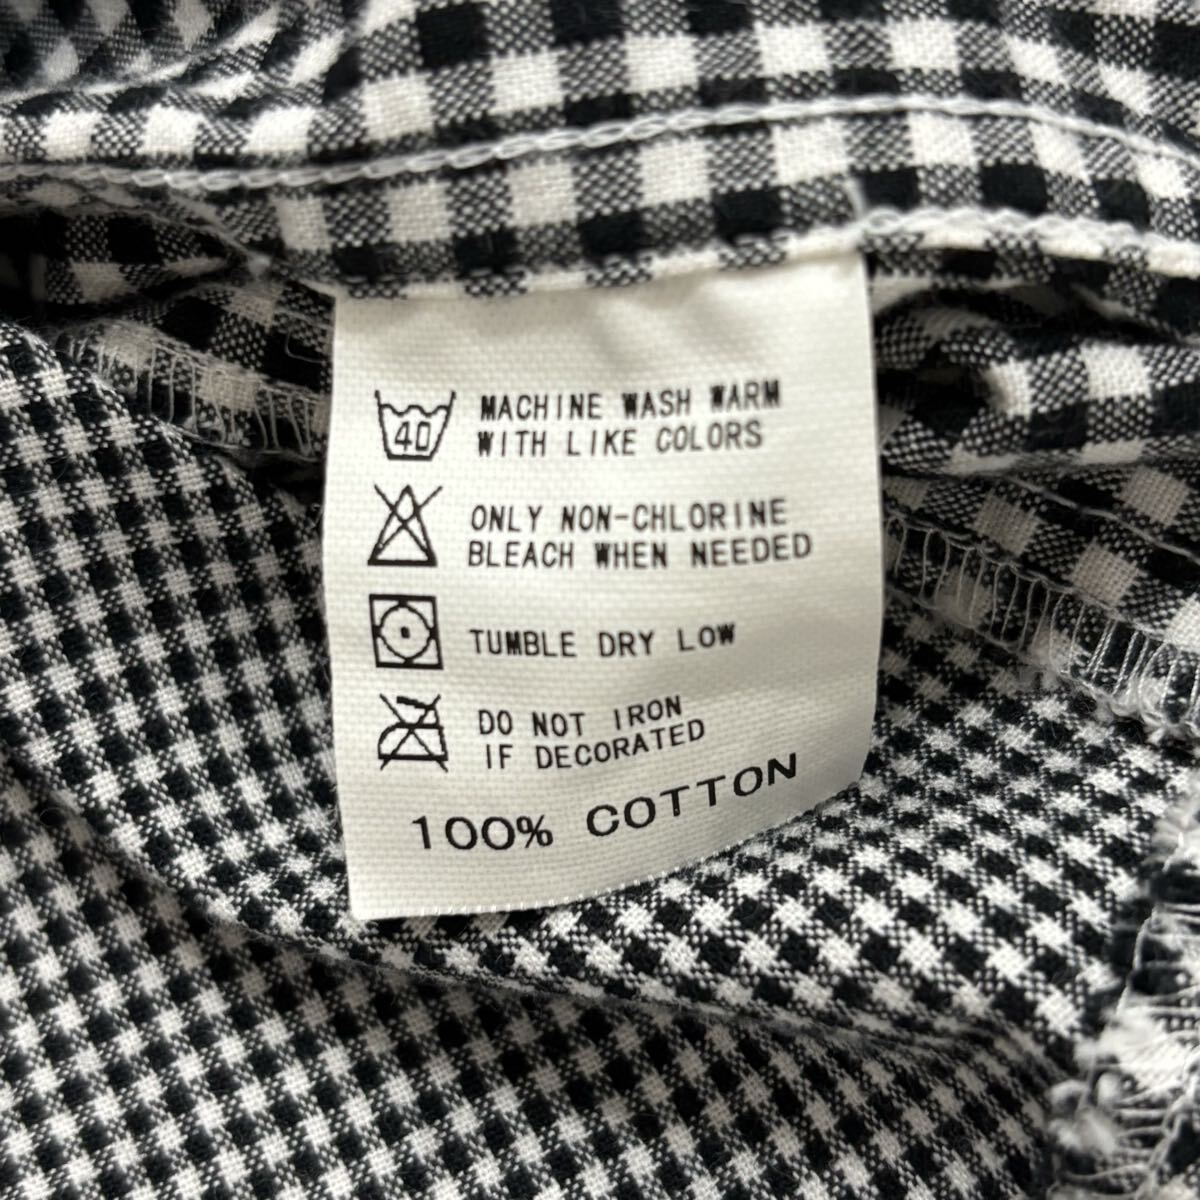 40 MACHINE WASH WARM
WITH LIKE COLORS
ONLY NON-CHLORINE
BLEACH WHEN NEEDED
TUMBLE DRY LOW
DO NOT IRON
IF DECORATED
100% COTTON